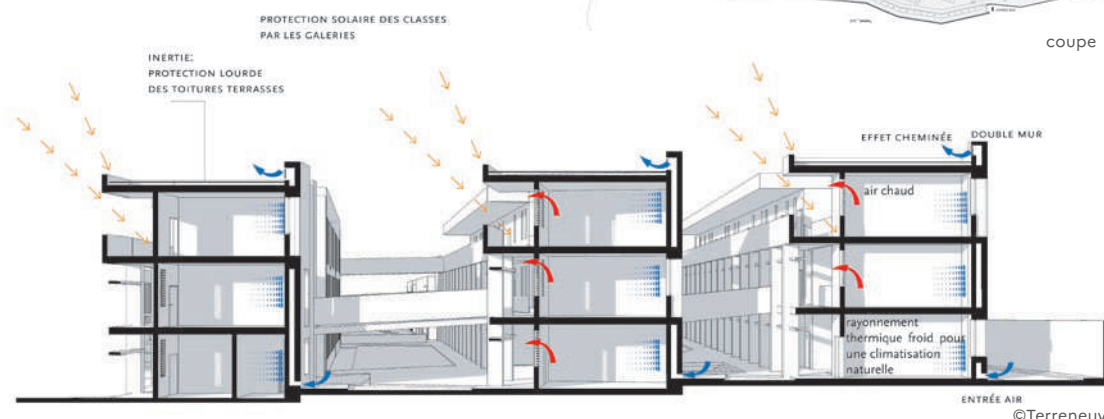 PROTECTION SOLAIRE DES CLASSES
PAR LES GALERIES
coupe
INERTIE:
PROTECTION LOURDE
DES TOITURES TERRASSES
EFFET CHEMINÉE
DOUBLE MUR
air chaud
rayonnement
thermique froid pour
une climatisation
naturelle
ENTRÉE AIR
©Terreneuv